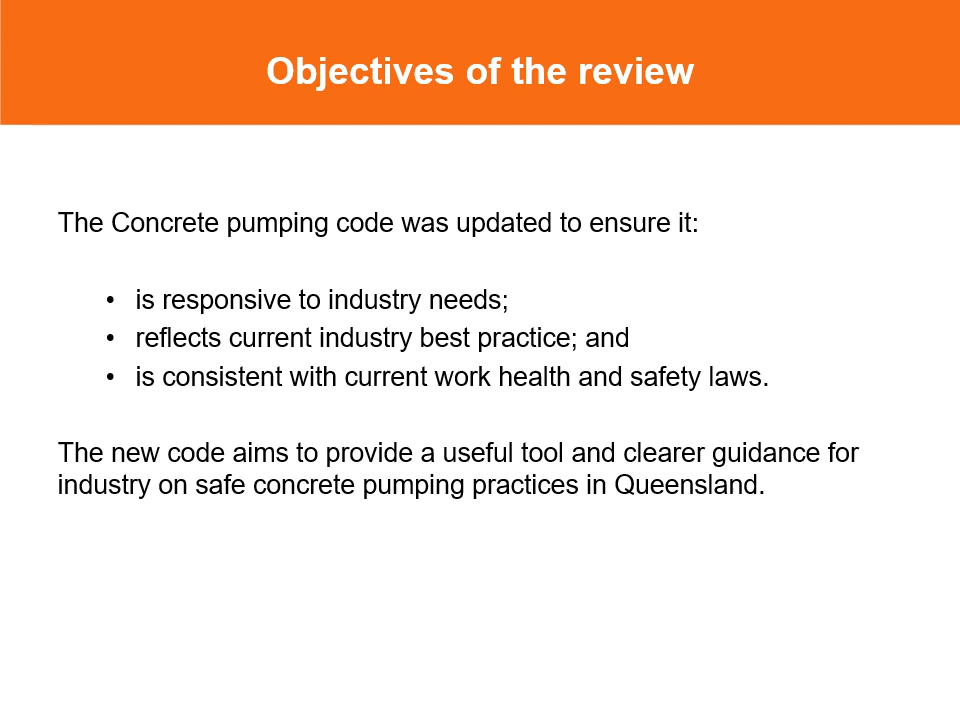 Objectives of the review
The Concrete pumping code was updated to ensure it:
• is responsive to industry needs;
• reflects current industry best practice; and
• is consistent with current work health and safety laws.
The new code aims to provide a useful tool and clearer guidance for
industry on safe concrete pumping practices in Queensland.